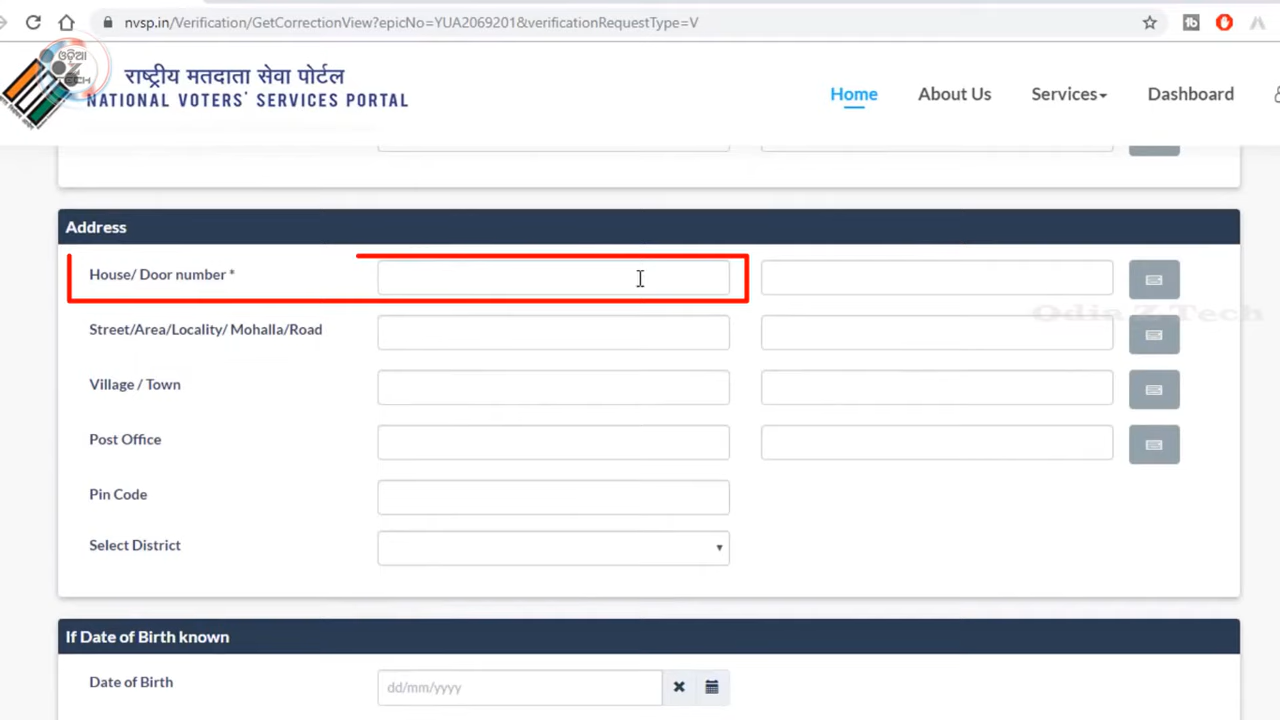 nvsp.in/Verification/GetCorrectionView?epicNo=YUA2069201&verificationRequestType=V
ଓଡ଼ିଆ
Z
TECH
राष्ट्रीय मतदाता सेवा पोर्टल
NATIONAL VOTERS' SERVICES PORTAL
Home About Us Services Dashboard
Address
House/ Door number *
Odia Z Tech
Street/Area/Locality/ Mohalla/Road
Village / Town
Post Office
Pin Code
Select District
If Date of Birth known
Date of Birth dd/mm/yyyy